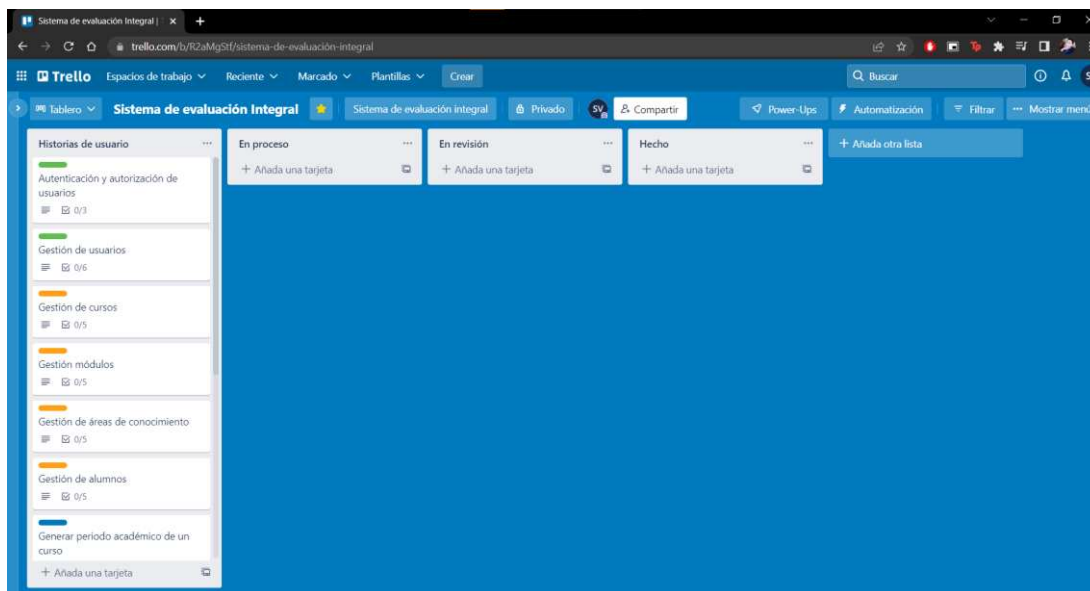 Sistema de evaluación Integral |
trello.com/b/R2aMgStf/sistema-de-evaluación-integral
Trello
Espacios de trabajo
Reciente
Marcado
Plantillas
Crear
Buscar
Tablero
Sistema de evaluación Integral
Sistema de evaluación integral
Privado
SV
Compartir
Power-Ups
Automatización
Filtrar
Mostrar menú
Historias de usuario
Autenticación y autorización de
usuarios
0/3
Gestión de usuarios
0/6
Gestión de cursos
0/5
Gestión módulos
0/5
Gestión de áreas de conocimiento
0/5
Gestión de alumnos
0/5
Generar periodo académico de un
curso
+ Añada una tarjeta
En proceso
+ Añada una tarjeta
En revisión
+ Añada una tarjeta
Hecho
+ Añada una tarjeta
+ Añada otra lista